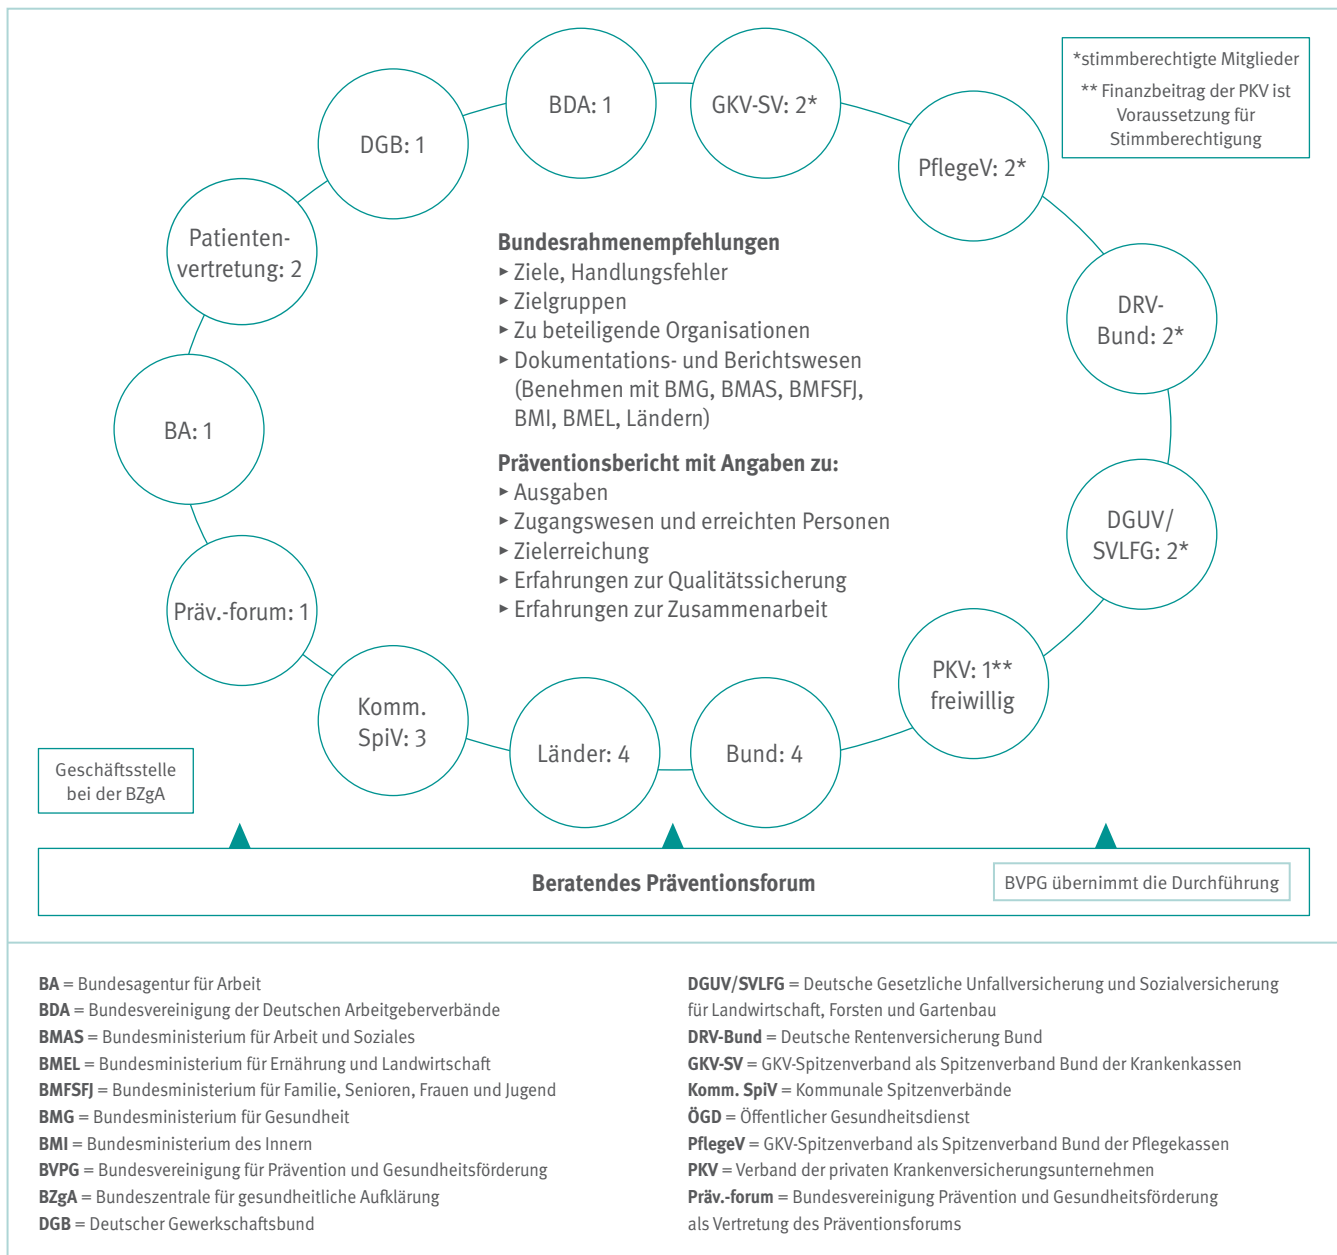 *stimmberechtigte Mitglieder
** Finanzbeitrag der PKV ist
Voraussetzung für
Stimmberechtigung
BDA: 1
GKV-SV: 2*
DGB: 1
PflegeV: 2*
Patienten-
vertretung: 2
DRV-
Bund: 2*
BA: 1
DGUV/
SVLFG: 2*
Präv.-forum: 1
PKV: 1**
freiwillig
Komm.
SpiV: 3
Länder: 4
Bund: 4
Bundesrahmenempfehlungen
▸ Ziele, Handlungsfehler
▸ Zielgruppen
▸ Zu beteiligende Organisationen
▸ Dokumentations- und Berichtswesen
(Benehmen mit BMG, BMAS, BMFSFJ,
BMI, BMEL, Ländern)
Präventionsbericht mit Angaben zu:
▸ Ausgaben
▸ Zugangswesen und erreichten Personen
▸ Zielerreichung
▸ Erfahrungen zur Qualitätssicherung
▸ Erfahrungen zur Zusammenarbeit
Geschäftsstelle
bei der BZgA
Beratendes Präventionsforum
BVPG übernimmt die Durchführung
BA = Bundesagentur für Arbeit
BDA = Bundesvereinigung der Deutschen Arbeitgeberverbände
BMAS = Bundesministerium für Arbeit und Soziales
BMEL = Bundesministerium für Ernährung und Landwirtschaft
BMFSFJ = Bundesministerium für Familie, Senioren, Frauen und Jugend
BMG = Bundesministerium für Gesundheit
BMI = Bundesministerium des Innern
BVPG = Bundesvereinigung für Prävention und Gesundheitsförderung
BZgA = Bundeszentrale für gesundheitliche Aufklärung
DGB = Deutscher Gewerkschaftsbund
DGUV/SVLFG = Deutsche Gesetzliche Unfallversicherung und Sozialversicherung
für Landwirtschaft, Forsten und Gartenbau
DRV-Bund = Deutsche Rentenversicherung Bund
GKV-SV = GKV-Spitzenverband als Spitzenverband Bund der Krankenkassen
Komm. SpiV = Kommunale Spitzenverbände
ÖGD = Öffentlicher Gesundheitsdienst
PflegeV = GKV-Spitzenverband als Spitzenverband Bund der Pflegekassen
PKV = Verband der privaten Krankenversicherungsunternehmen
Präv.-forum = Bundesvereinigung Prävention und Gesundheitsförderung
als Vertretung des Präventionsforums